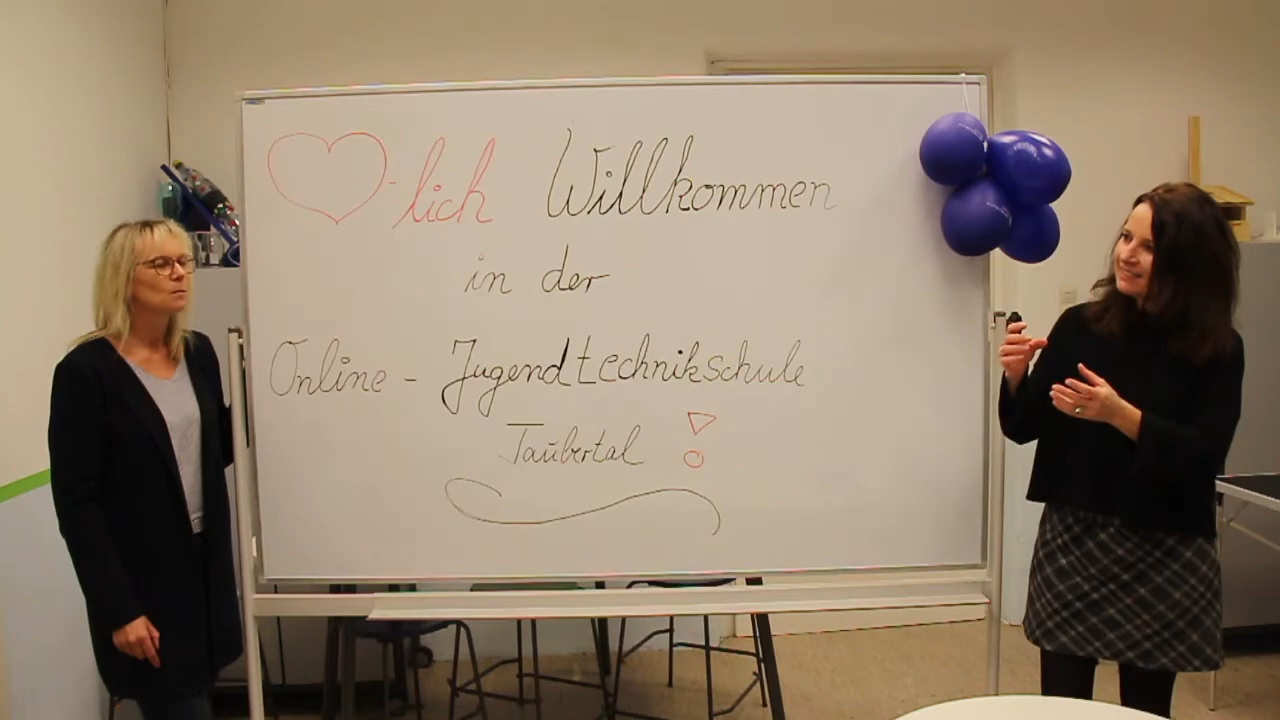 ♡-lich Willkommen
in der
Online - Jugendtechnikschule
Taubertal !